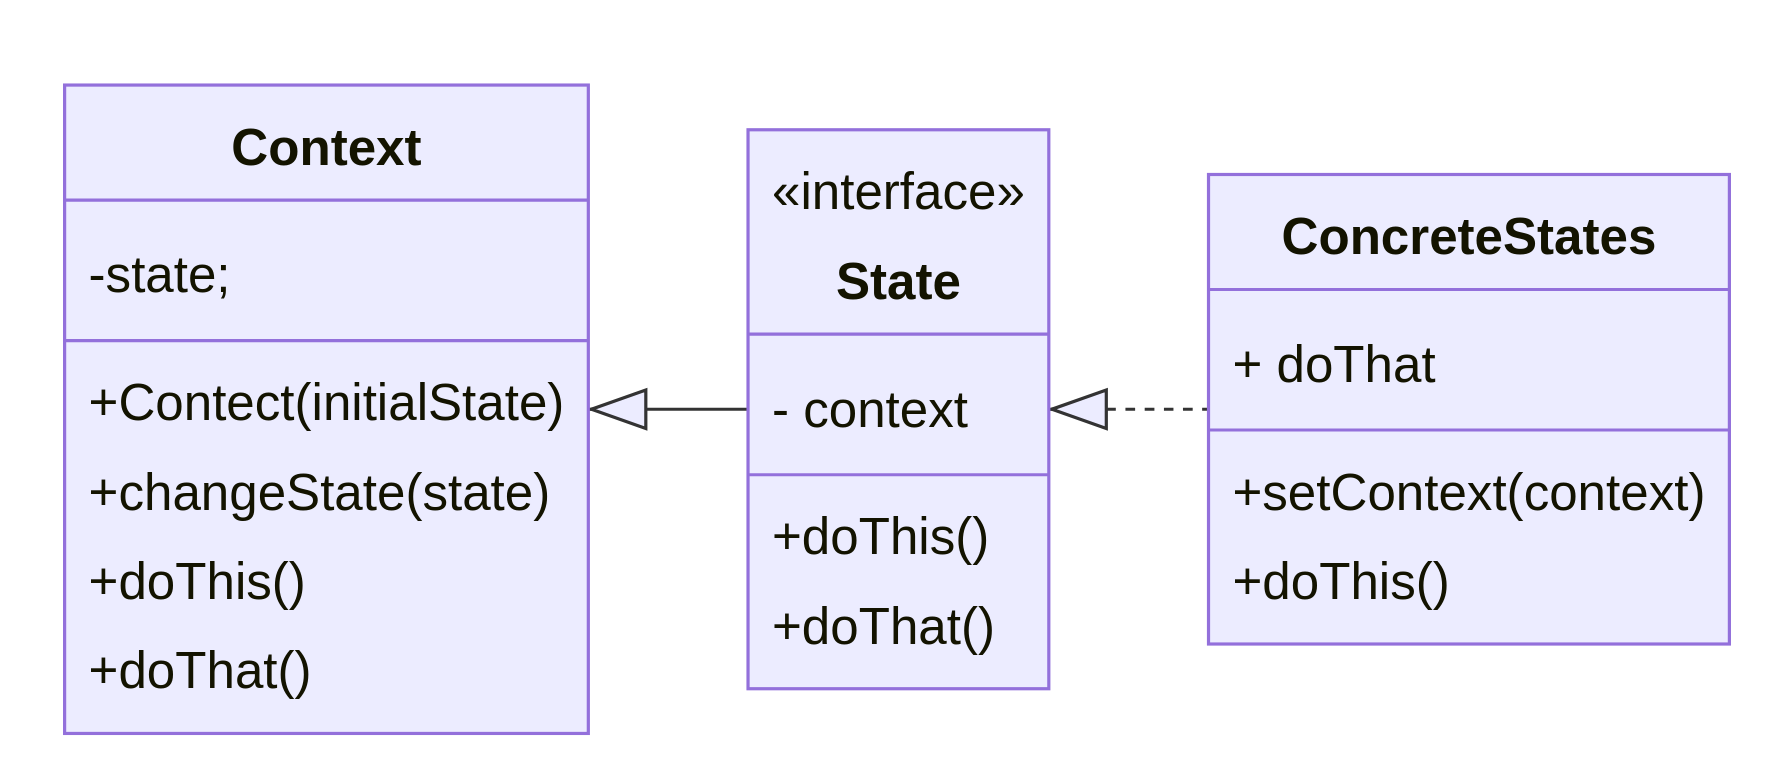 Context
-state;
+Contect(initialState)
+changeState(state)
+doThis()
+doThat()
«interface»
State
- context
+doThis()
+doThat()
ConcreteStates
+ doThat
+setContext(context)
+doThis()